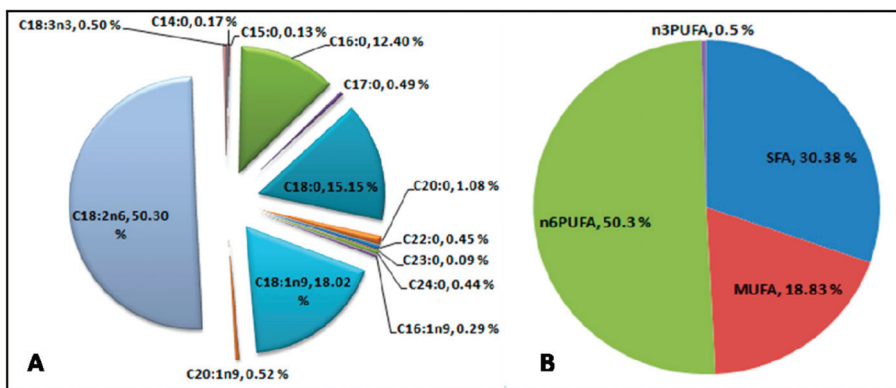 C18:3n3, 0.50 %
C14:0, 0.17 %
C15:0, 0.13 %
C16:0, 12.40 %
C17:0, 0.49 %
C18:0, 15.15 %
C20:0, 1.08 %
C22:0, 0.45 %
C23:0, 0.09 %
C24:0, 0.44 %
C16:1n9, 0.29 %
C18:1n9, 18.02
%
C20:1n9, 0.52 %
C18:2n6, 50.30
%
A
n3PUFA, 0.5 %
SFA, 30.38 %
MUFA, 18.83 %
n6PUFA, 50.3 %
B